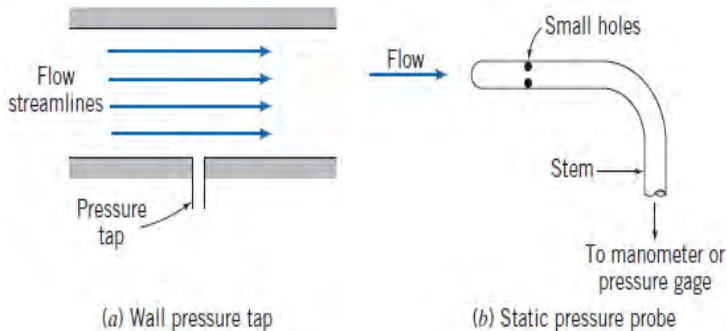 Flow
streamlines
Pressure
tap
(a) Wall pressure tap
Flow
Small holes
Stem
To manometer or
pressure gage
(b) Static pressure probe